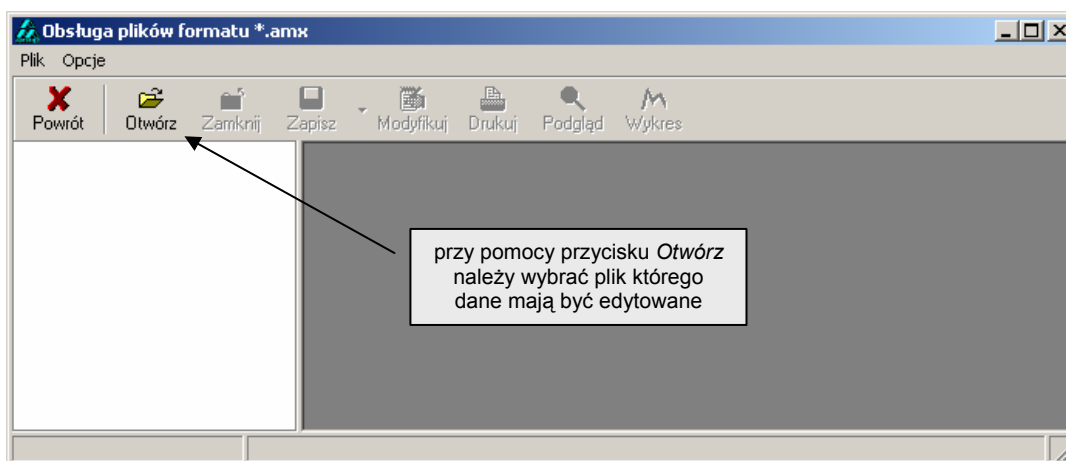 Obsługa plików formatu *.amx
Plik Opcje
Powrót Otwórz Zamknij Zapisz Modyfikuj Drukuj Podgląd Wykres
przy pomocy przycisku Otwórz
należy wybrać plik którego
dane mają być edytowane